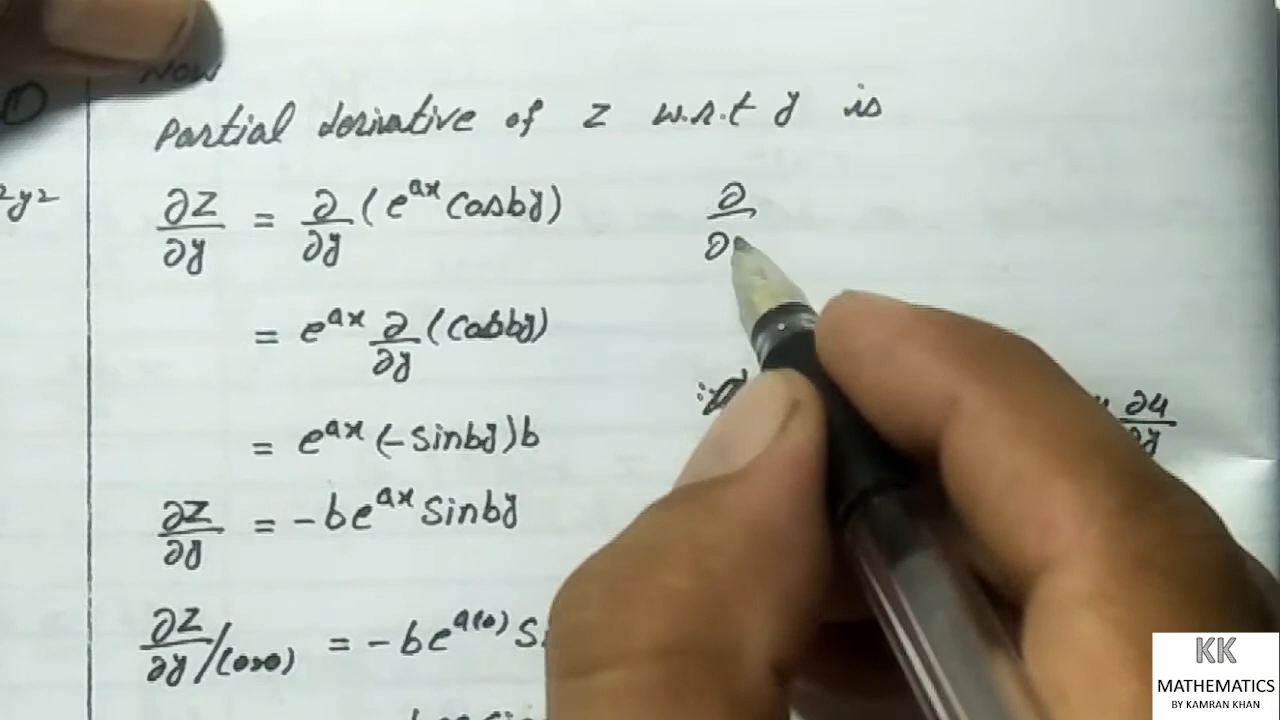 Now
Partial derivative of z w.r.t y is
²y²
∂z/∂y = ∂/∂y (e^ax Cosby)
∂/∂
= e^ax ∂/∂y (Cosby)
= e^ax (-sinby)b
∂u/∂y
∂z/∂y = -be^ax sinby
∂z/∂y /(0,0) = -be^a(0) S
KK
MATHEMATICS
BY KAMRAN KHAN